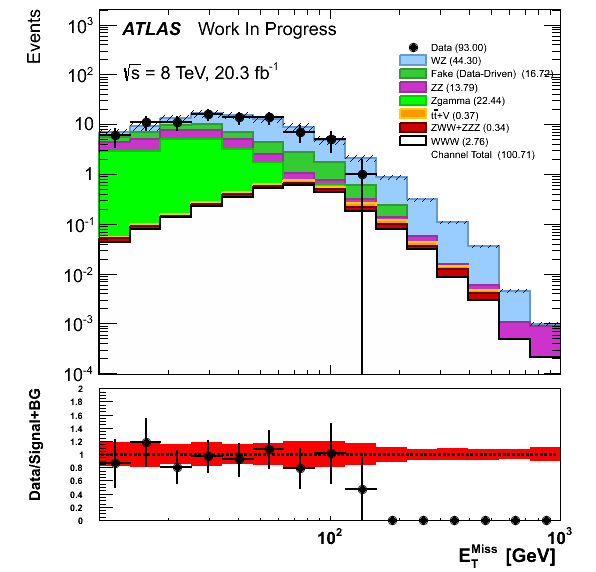 Events
10³
10²
10
1
10⁻¹
10⁻²
10⁻³
10⁻⁴
ATLAS Work In Progress
√s = 8 TeV, 20.3 fb⁻¹
Data (93.00)
WZ (44.30)
Fake (Data-Driven) (16.72)
ZZ (13.79)
Zgamma (22.44)
tt̄+V (0.37)
ZWW+ZZZ (0.34)
WWW (2.76)
Channel Total (100.71)
Data/Signal+BG
2
1.8
1.6
1.4
1.2
1
0.8
0.6
0.4
0.2
0
10²
10³
E_T^Miss [GeV]